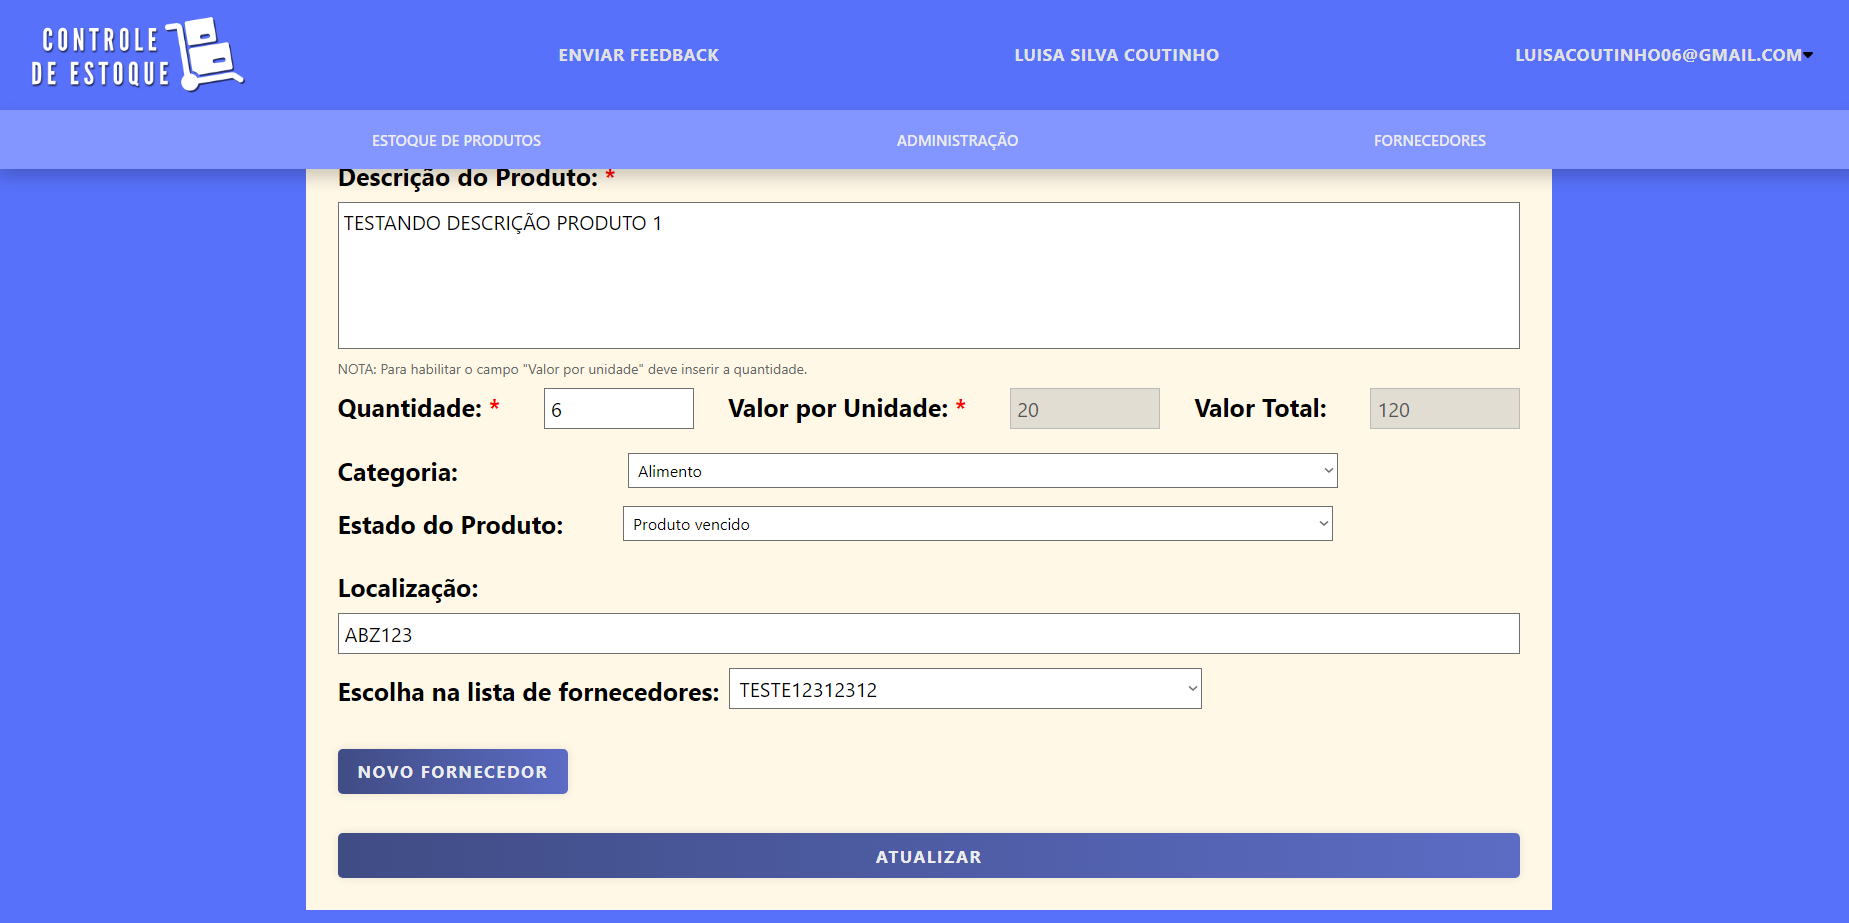 CONTROLE
DE ESTOQUE
ENVIAR FEEDBACK
LUISA SILVA COUTINHO
LUISACOUTINHO06@GMAIL.COM
ESTOQUE DE PRODUTOS
ADMINISTRAÇÃO
FORNECEDORES
Descrição do Produto: *
TESTANDO DESCRIÇÃO PRODUTO 1
NOTA: Para habilitar o campo "Valor por unidade" deve inserir a quantidade.
Quantidade: * 6 Valor por Unidade: * 20 Valor Total: 120
Categoria: Alimento
Estado do Produto: Produto vencido
Localização:
ABZ123
Escolha na lista de fornecedores: TESTE12312312
NOVO FORNECEDOR
ATUALIZAR